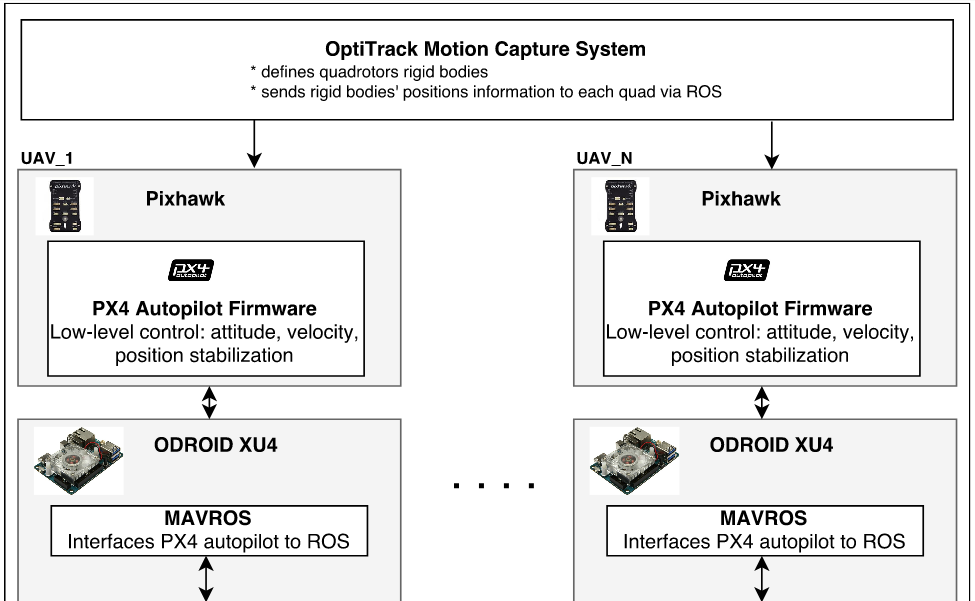 OptiTrack Motion Capture System
* defines quadrotors rigid bodies
* sends rigid bodies' positions information to each quad via ROS
UAV_1
UAV_N
Pixhawk
Pixhawk
px4
autopilot
PX4 Autopilot Firmware
Low-level control: attitude, velocity,
position stabilization
px4
autopilot
PX4 Autopilot Firmware
Low-level control: attitude, velocity,
position stabilization
ODROID XU4
ODROID XU4
. . . .
MAVROS
Interfaces PX4 autopilot to ROS
MAVROS
Interfaces PX4 autopilot to ROS